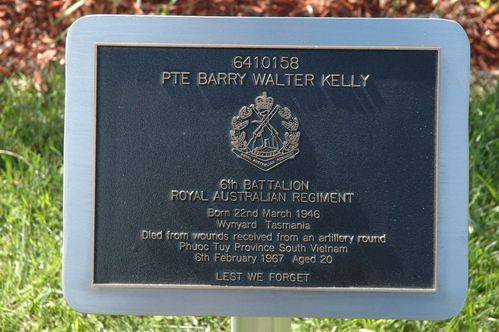 6410158
PTE BARRY WALTER KELLY
6th BATTALION
ROYAL AUSTRALIAN REGIMENT
Born 22nd March 1946
Wynyard Tasmania
Died from wounds received from an artillery round
Phuoc Tuy Province South Vietnam
6th February 1967 Aged 20
LEST WE FORGET